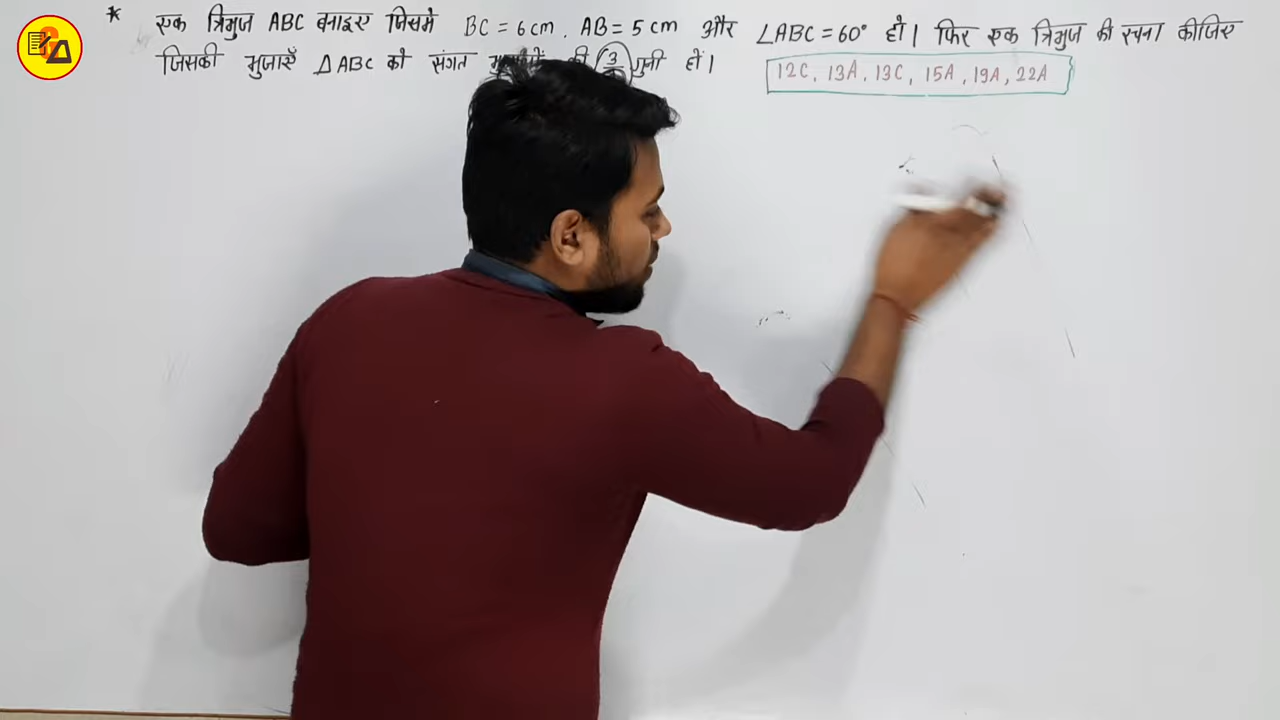 * एक त्रिभुज ABC बनाइए जिसमें BC = 6 cm, AB = 5 cm और ∠ABC = 60° हो। फिर एक त्रिभुज की रचना कीजिए
जिसकी भुजाएँ △ABC की संगत की 3 गुनी हों।
12C, 13A, 13C, 15A, 19A, 22A